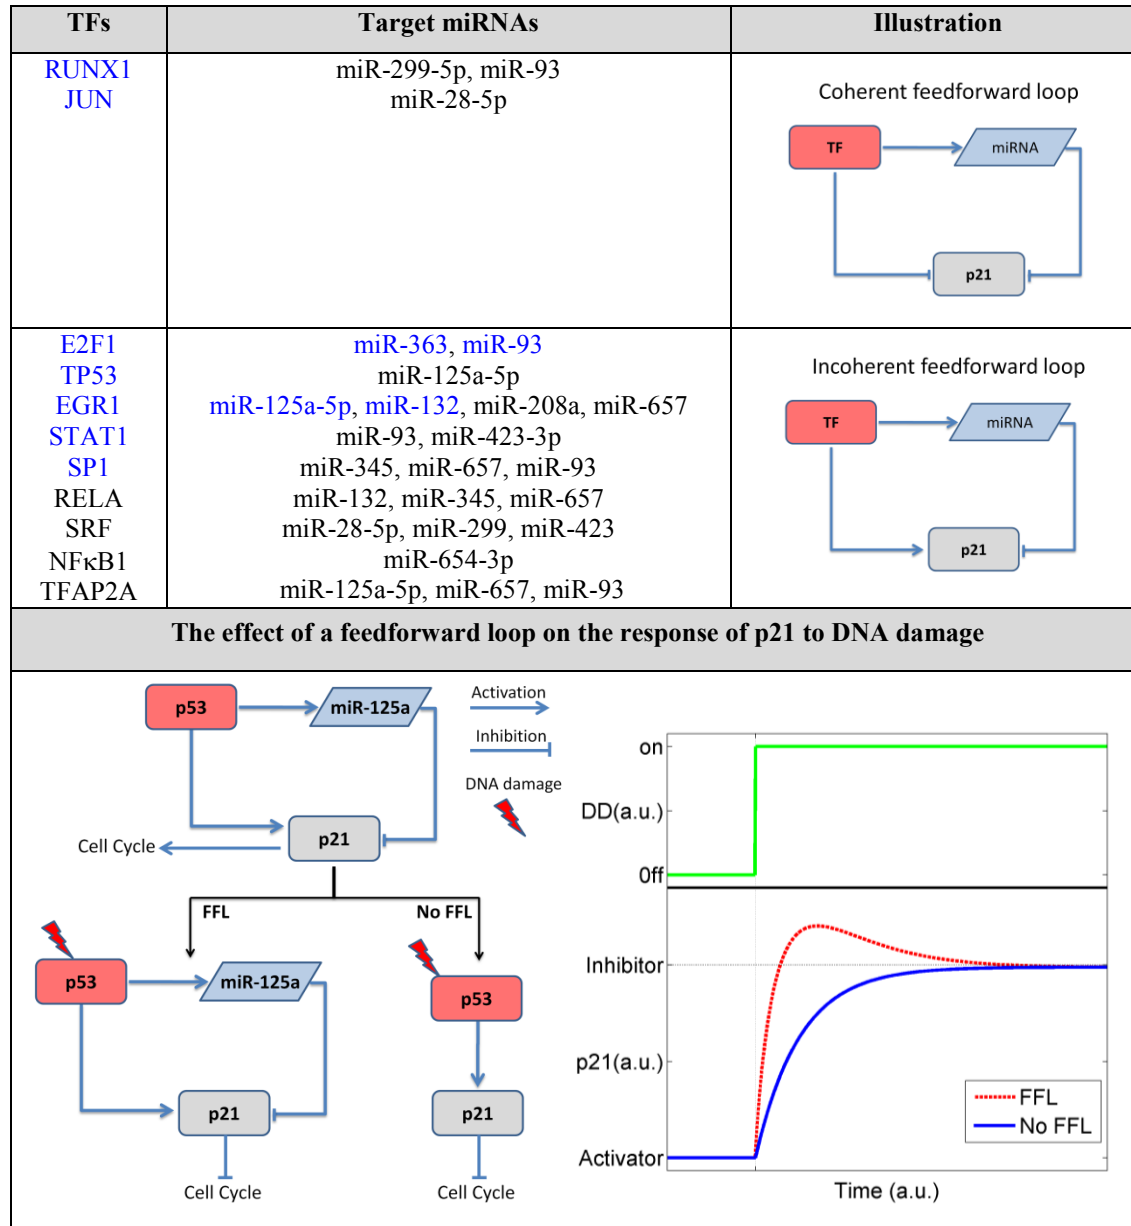 TFs Target miRNAs Illustration
RUNX1 miR-299-5p, miR-93
JUN miR-28-5p
Coherent feedforward loop
TF miRNA
p21
E2F1 miR-363, miR-93
TP53 miR-125a-5p
EGR1 miR-125a-5p, miR-132, miR-208a, miR-657
STAT1 miR-93, miR-423-3p
SP1 miR-345, miR-657, miR-93
RELA miR-132, miR-345, miR-657
SRF miR-28-5p, miR-299, miR-423
NFκB1 miR-654-3p
TFAP2A miR-125a-5p, miR-657, miR-93
Incoherent feedforward loop
TF miRNA
p21
The effect of a feedforward loop on the response of p21 to DNA damage
p53 miR-125a
Activation
Inhibition
DNA damage
p21
Cell Cycle
FFL No FFL
p53 miR-125a
p53
p21
p21
Cell Cycle
Cell Cycle
on
DD(a.u.)
0ff
Inhibitor
p21(a.u.)
Activator
FFL
No FFL
Time (a.u.)